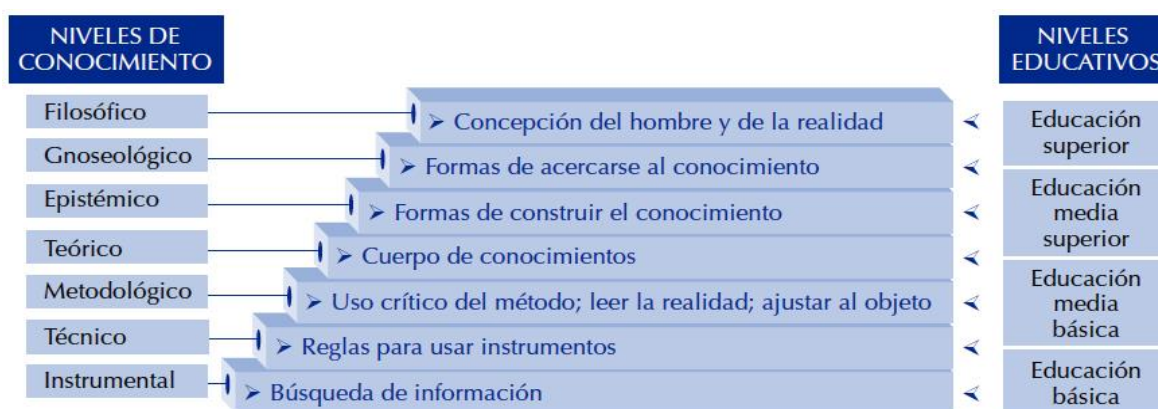 NIVELES DE
CONOCIMIENTO
Filosófico
Gnoseológico
Epistémico
Teórico
Metodológico
Técnico
Instrumental
➢ Concepción del hombre y de la realidad
➢ Formas de acercarse al conocimiento
➢ Formas de construir el conocimiento
➢ Cuerpo de conocimientos
➢ Uso crítico del método; leer la realidad; ajustar al objeto
➢ Reglas para usar instrumentos
➢ Búsqueda de información
NIVELES
EDUCATIVOS
Educación
superior
Educación
media
superior
Educación
media
básica
Educación
básica